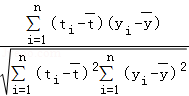 n n
Σ (tᵢ-t̄)(yᵢ-ȳ)
i=1
n n
√ Σ (tᵢ-t̄)² Σ (yᵢ-ȳ)²
i=1 i=1